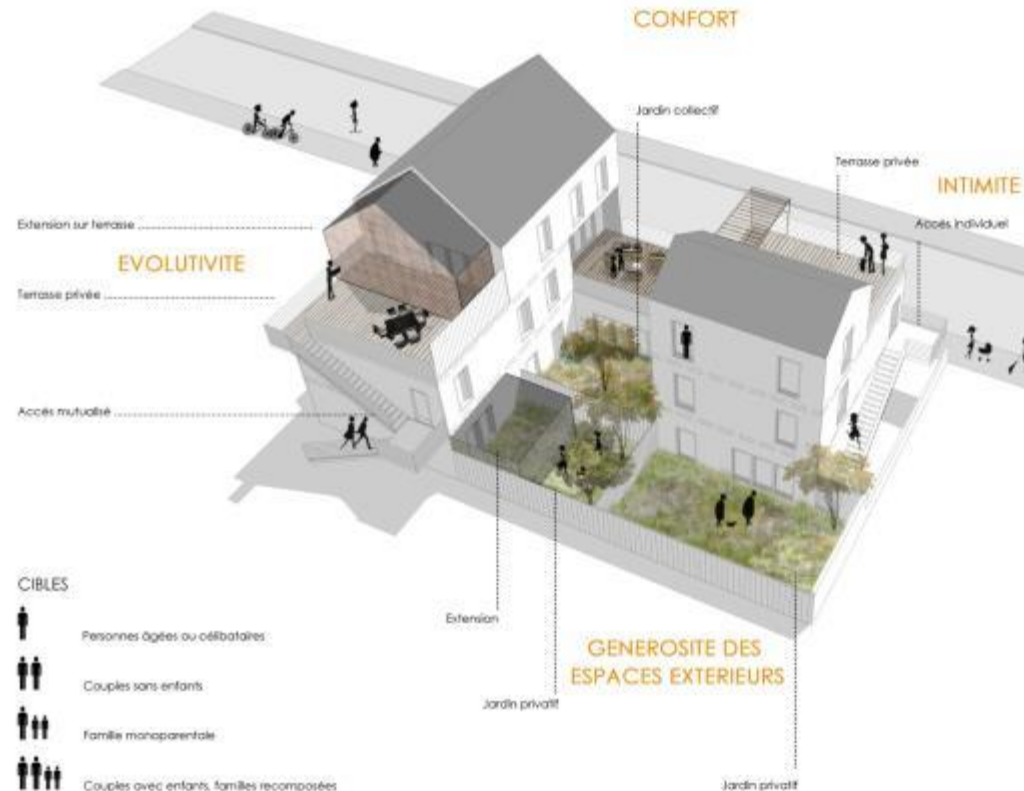 CONFORT
Jardin collectif
Terrasse privée
INTIMITE
Accés individuel
Extension sur terrasse
EVOLUTIVITE
Terrasse privée
Accés mutualisé
CIBLES
Personnes âgées ou célibataires
Couples sans enfants
Famille monoparentale
Couples avec enfants, familles recomposées
Extension
GENEROSITE DES
ESPACES EXTERIEURS
Jardin privatif
Jardin privatif